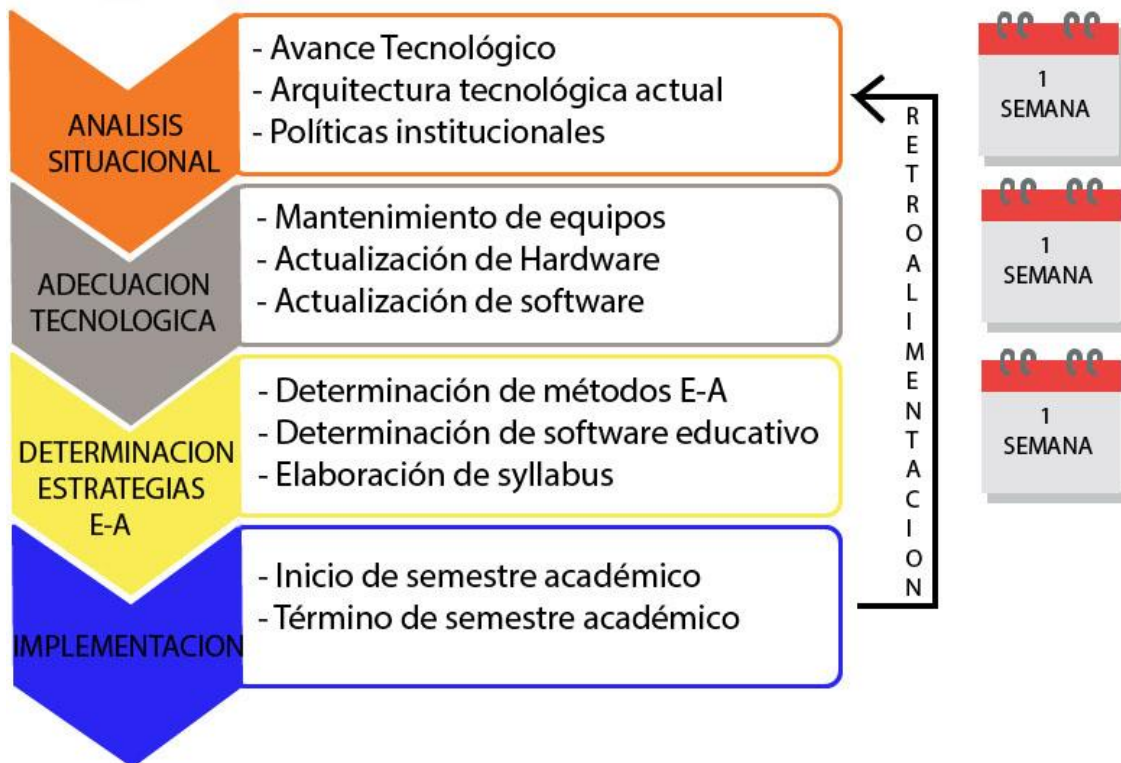 ANALISIS
SITUACIONAL
- Avance Tecnológico
- Arquitectura tecnológica actual
- Políticas institucionales
ADECUACION
TECNOLOGICA
- Mantenimiento de equipos
- Actualización de Hardware
- Actualización de software
DETERMINACION
ESTRATEGIAS
E-A
- Determinación de métodos E-A
- Determinación de software educativo
- Elaboración de syllabus
IMPLEMENTACION
- Inicio de semestre académico
- Término de semestre académico
RETROALIMENTACION
1
SEMANA
1
SEMANA
1
SEMANA